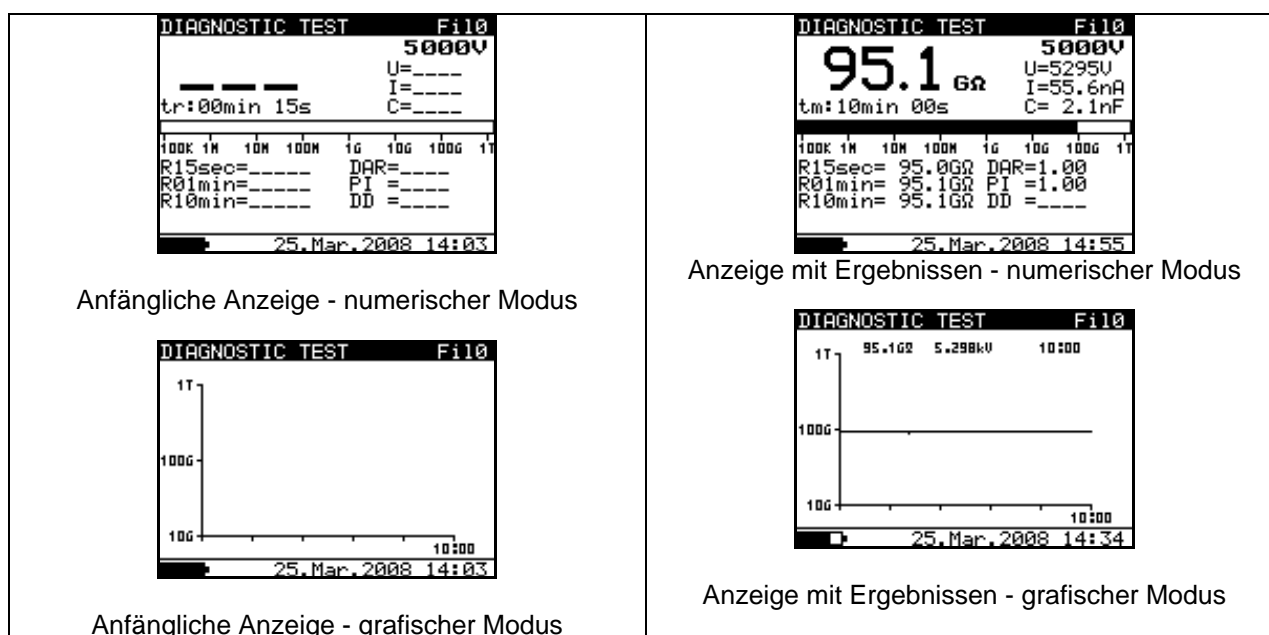 DIAGNOSTIC TEST Fil0
5000V
U=____
I=____
tr:00min 15s C=____
100K 1M 10M 100M 1G 10G 100G 1T
R15sec=_____ DAR=____
R01min=_____ PI =____
R10min=_____ DD =____
25.Mar.2008 14:03
Anfängliche Anzeige - numerischer Modus
DIAGNOSTIC TEST Fil0
1T
100G
10G
10:00
25.Mar.2008 14:03
Anfängliche Anzeige - grafischer Modus
DIAGNOSTIC TEST Fil0
5000V
95.1 GΩ U=5295V
I=55.6nA
tm:10min 00s C= 2.1nF
100K 1M 10M 100M 1G 10G 100G 1T
R15sec= 95.0GΩ DAR=1.00
R01min= 95.1GΩ PI =1.00
R10min= 95.1GΩ DD =____
25.Mar.2008 14:55
Anzeige mit Ergebnissen - numerischer Modus
DIAGNOSTIC TEST Fil0
1T 95.1GΩ 5.298kV 10:00
100G
10G
10:00
25.Mar.2008 14:34
Anzeige mit Ergebnissen - grafischer Modus